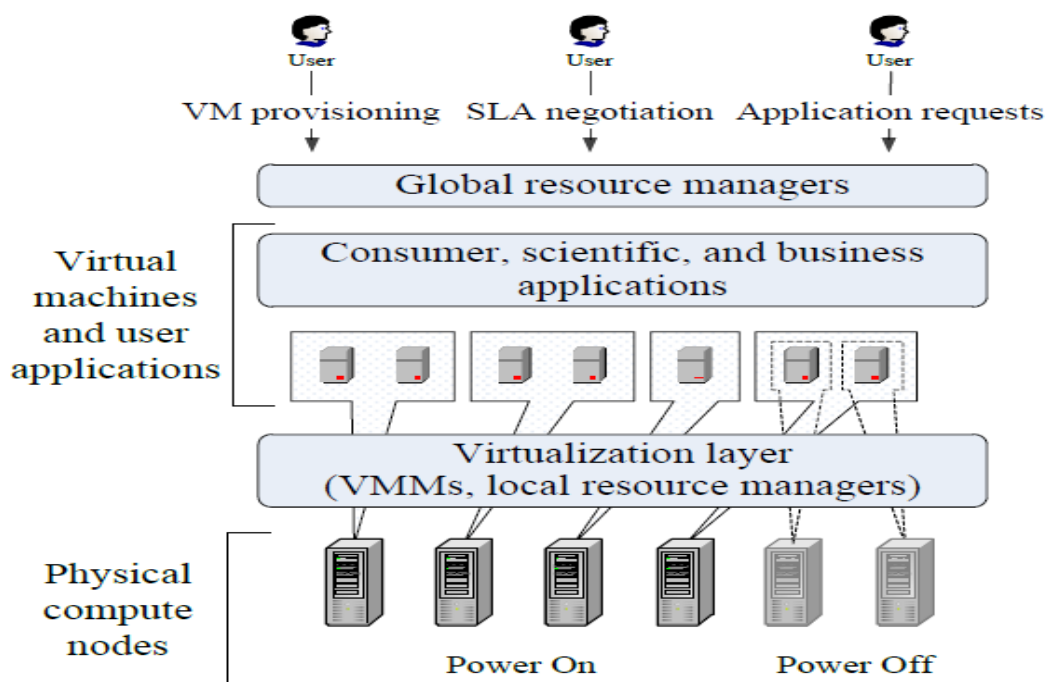 User
User
User
VM provisioning
SLA negotiation
Application requests
Global resource managers
Virtual
machines
and user
applications
Consumer, scientific, and business
applications
Virtualization layer
(VMMs, local resource managers)
Physical
compute
nodes
Power On
Power Off